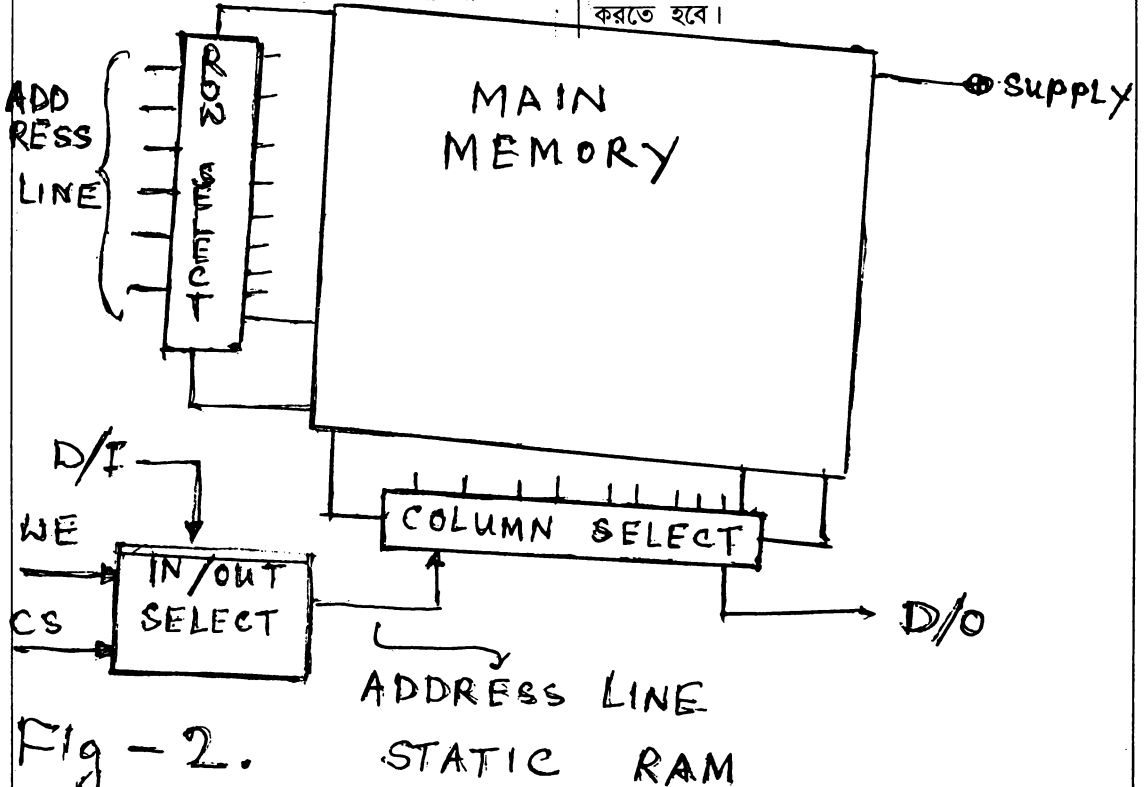 করতে হবে।
ADD
RESS
LINE
ROW SELECT
MAIN
MEMORY
SUPPLY
D/I
WE
CS
IN/OUT
SELECT
COLUMN SELECT
D/O
ADDRESS LINE
Fig - 2. STATIC RAM